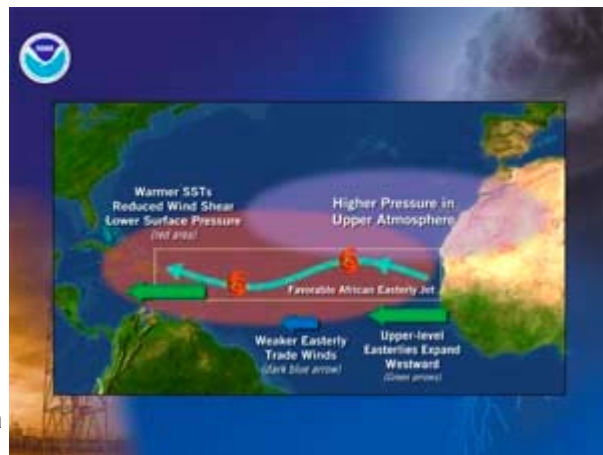 NOAA
Warmer SSTs
Reduced Wind Shear
Lower Surface Pressure
(red area)
Higher Pressure in
Upper Atmosphere
Favorable African Easterly Jet
Weaker Easterly
Trade Winds
(dark blue arrow)
Upper-level
Easterlies Expand
Westward
(Green arrows)